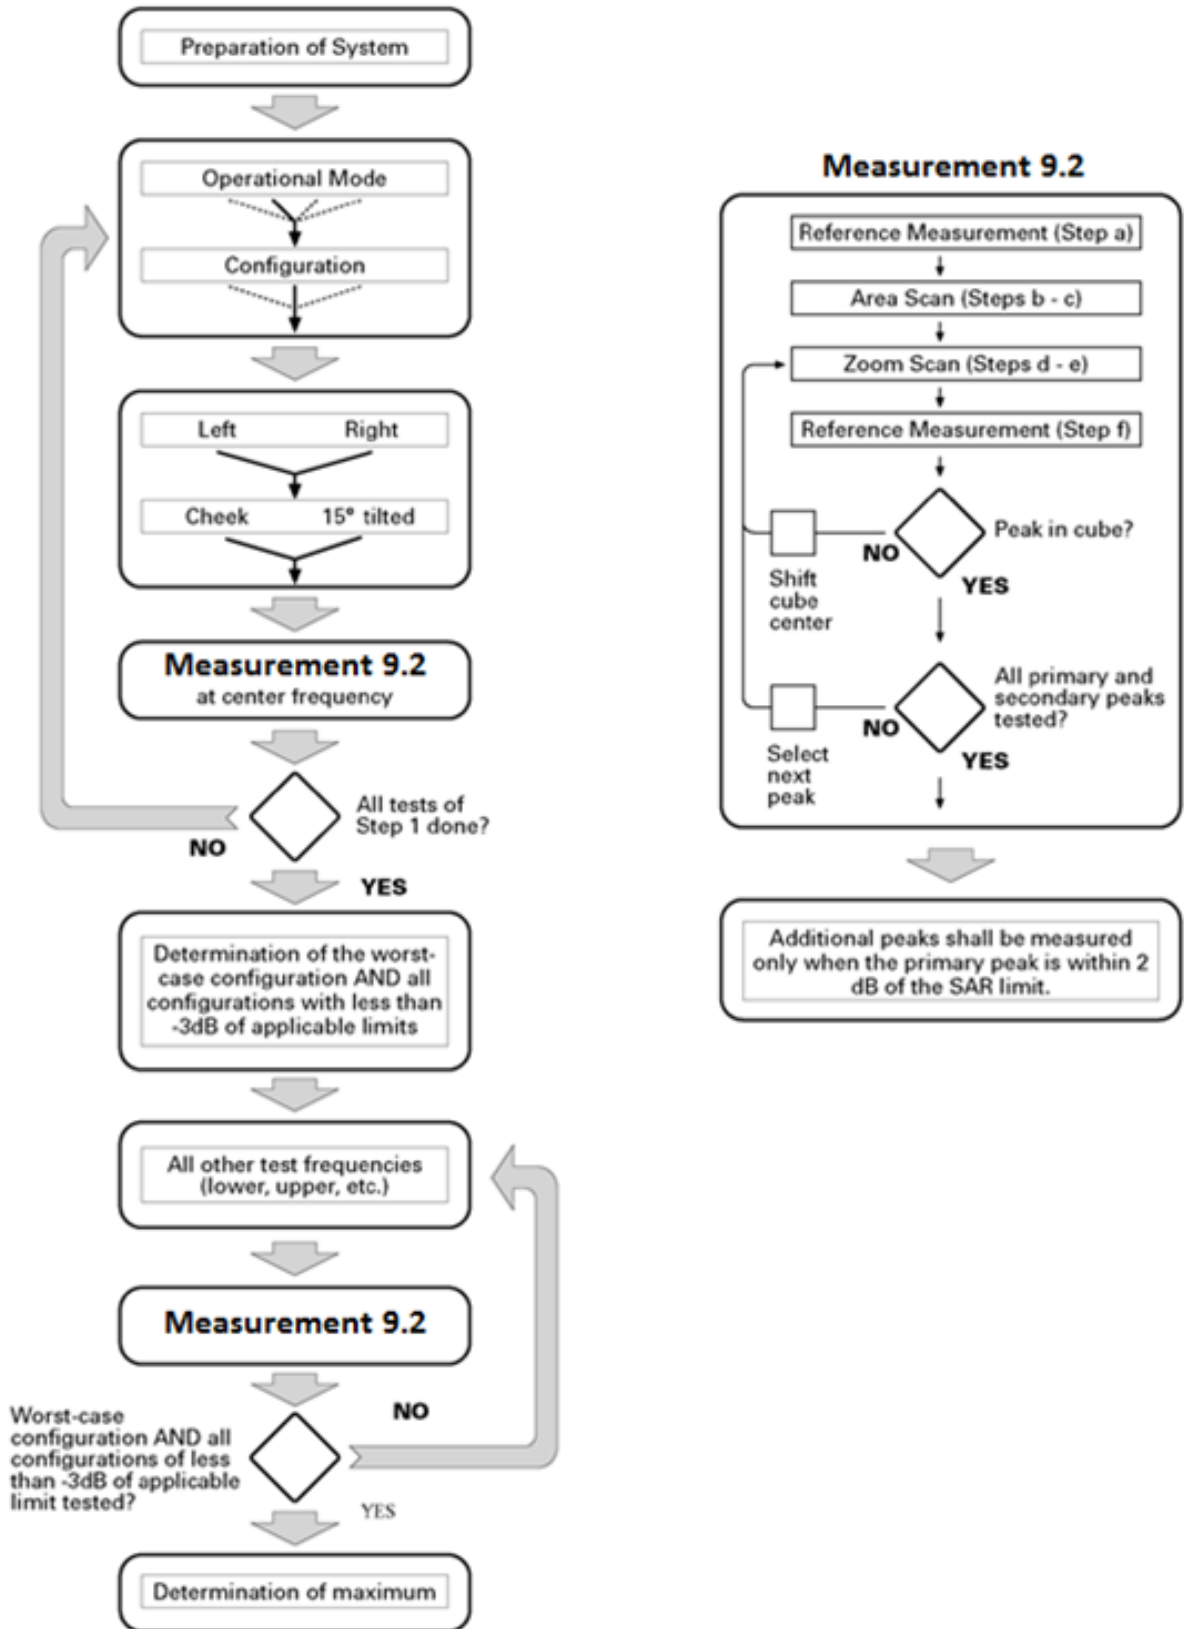 Preparation of System
Operational Mode
Configuration
Left Right
Cheek 15° tilted
Measurement 9.2
at center frequency
All tests of
Step 1 done?
NO
YES
Determination of the worst-
case configuration AND all
configurations with less than
-3dB of applicable limits
All other test frequencies
(lower, upper, etc.)
Measurement 9.2
NO
Worst-case
configuration AND all
configurations of less
than -3dB of applicable
limit tested?
YES
Determination of maximum
Measurement 9.2
Reference Measurement (Step a)
Area Scan (Steps b - c)
Zoom Scan (Steps d - e)
Reference Measurement (Step f)
Peak in cube?
NO
YES
Shift
cube
center
All primary and
secondary peaks
tested?
NO
YES
Select
next
peak
Additional peaks shall be measured
only when the primary peak is within 2
dB of the SAR limit.